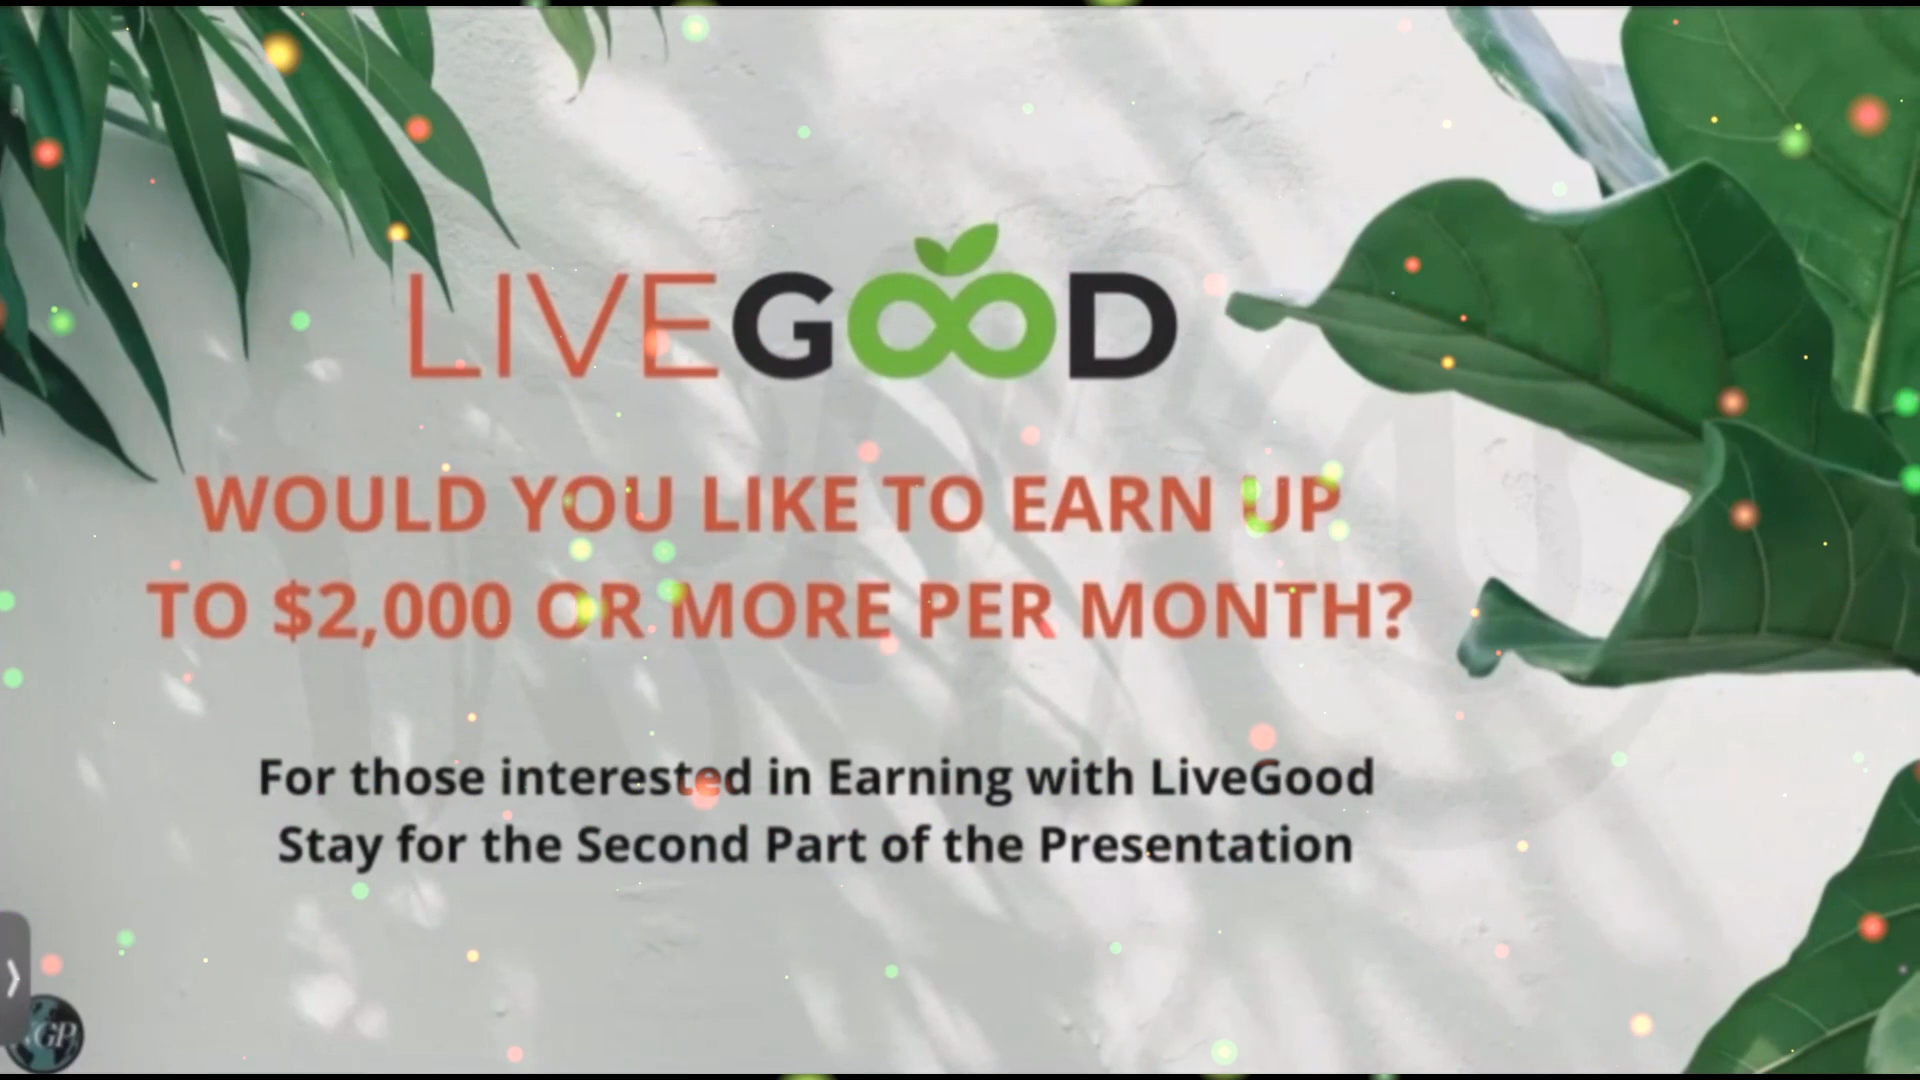 LIVEGOOD
WOULD YOU LIKE TO EARN UP
TO $2,000 OR MORE PER MONTH?
For those interested in Earning with LiveGood
Stay for the Second Part of the Presentation
GP